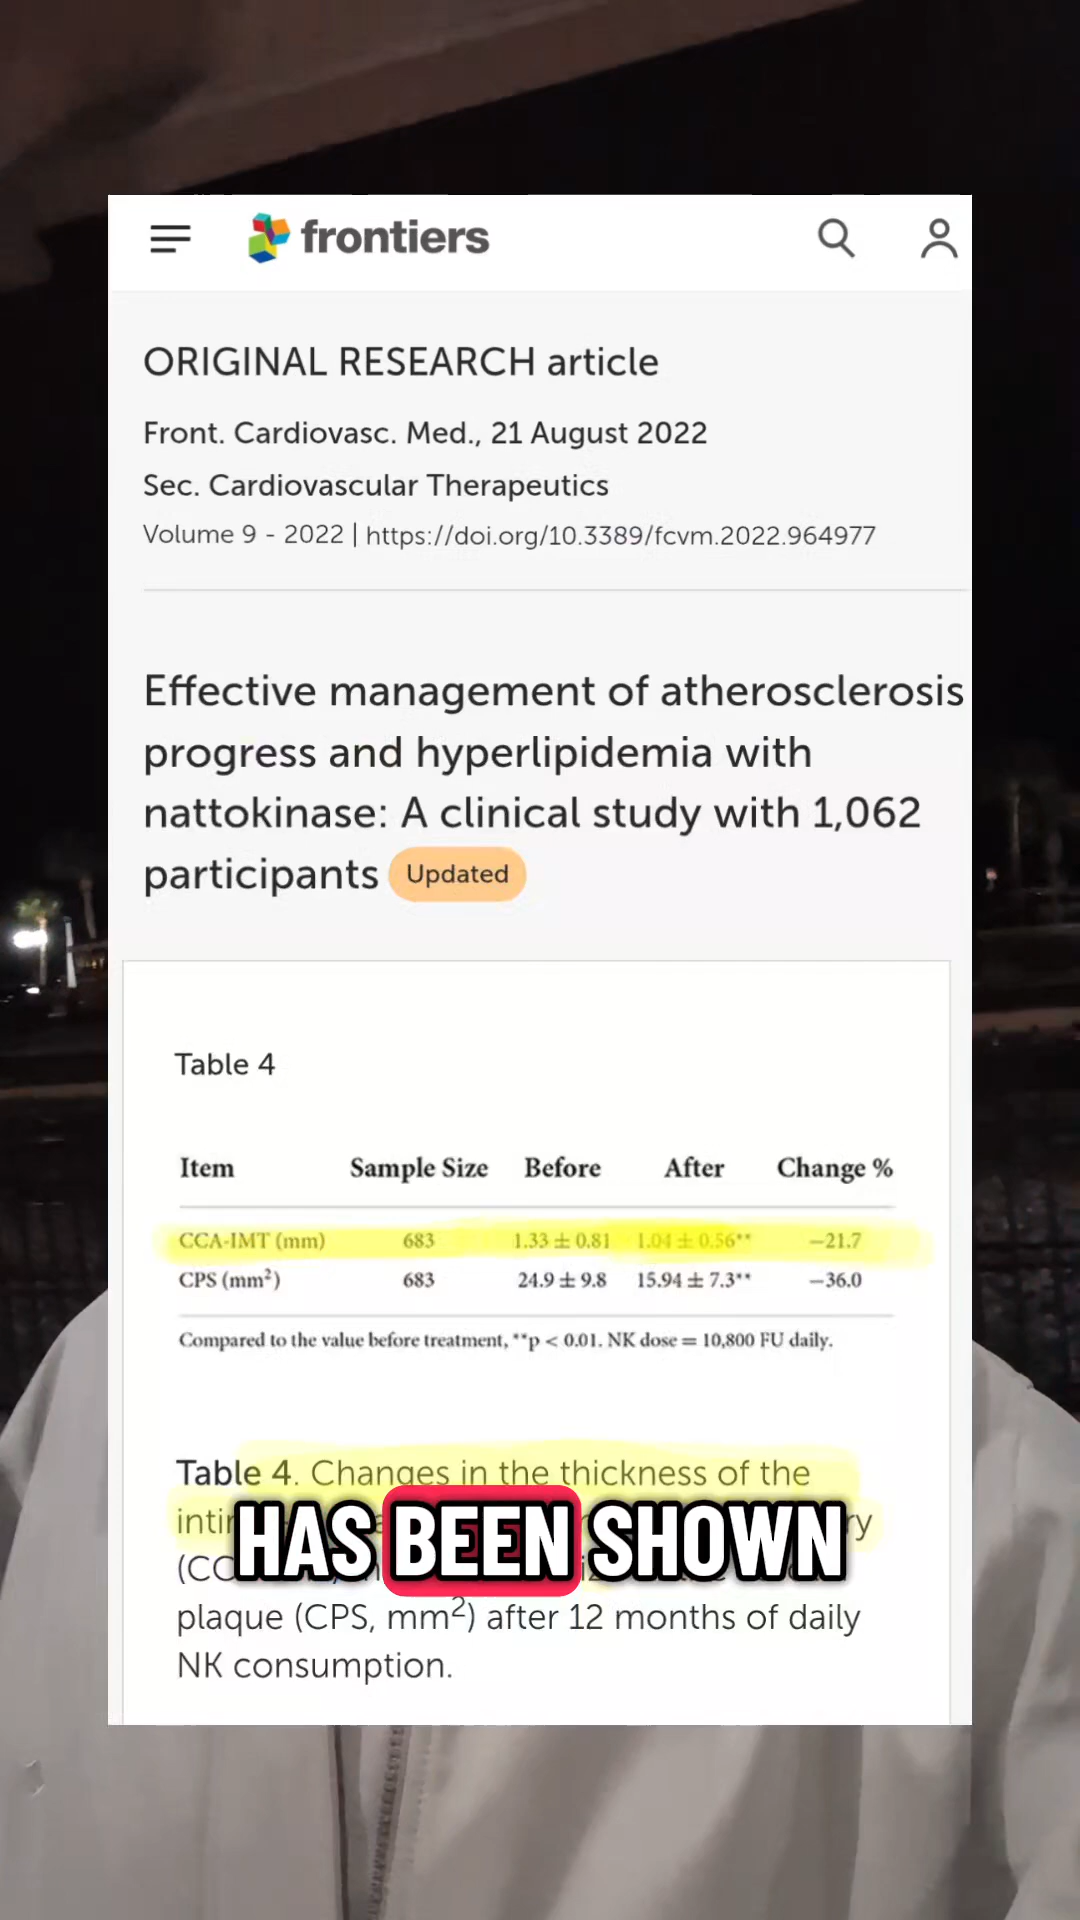 frontiers
ORIGINAL RESEARCH article
Front. Cardiovasc. Med., 21 August 2022
Sec. Cardiovascular Therapeutics
Volume 9 - 2022 | https://doi.org/10.3389/fcvm.2022.964977
Effective management of atherosclerosis
progress and hyperlipidemia with
nattokinase: A clinical study with 1,062
participants Updated
Table 4
Item Sample Size Before After Change %
CCA-IMT (mm) 683 1.33 ± 0.81 1.04 ± 0.56** −21.7
CPS (mm²) 683 24.9 ± 9.8 15.94 ± 7.3** −36.0
Compared to the value before treatment, **p < 0.01. NK dose = 10,800 FU daily.
Table 4. Changes in the thickness of the
HAS BEEN SHOWN
plaque (CPS, mm²) after 12 months of daily
NK consumption.